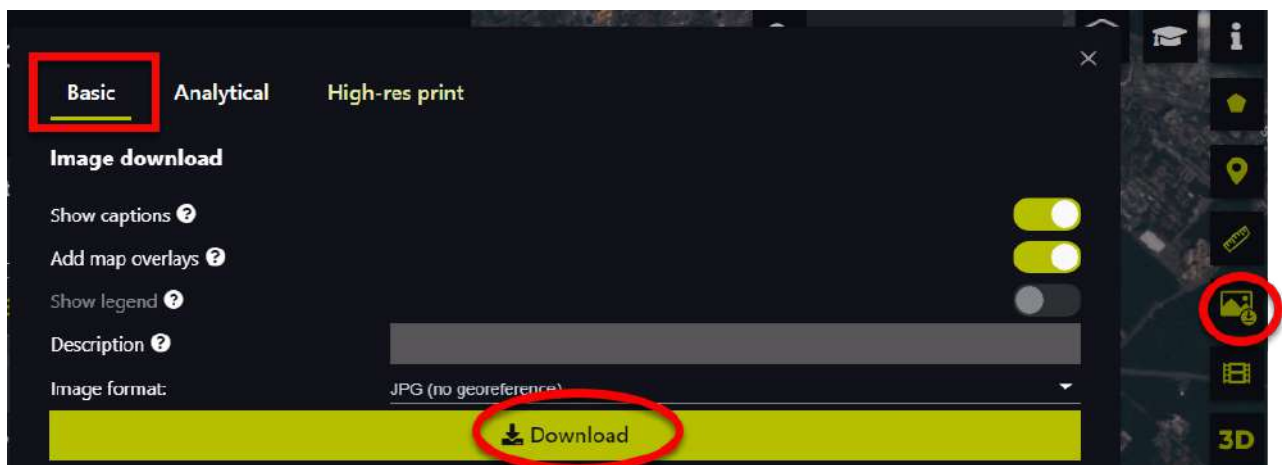 Basic Analytical High-res print
Image download
Show captions ?
Add map overlays ?
Show legend ?
Description ?
Image format: JPG (no georeference)
Download
i
3D